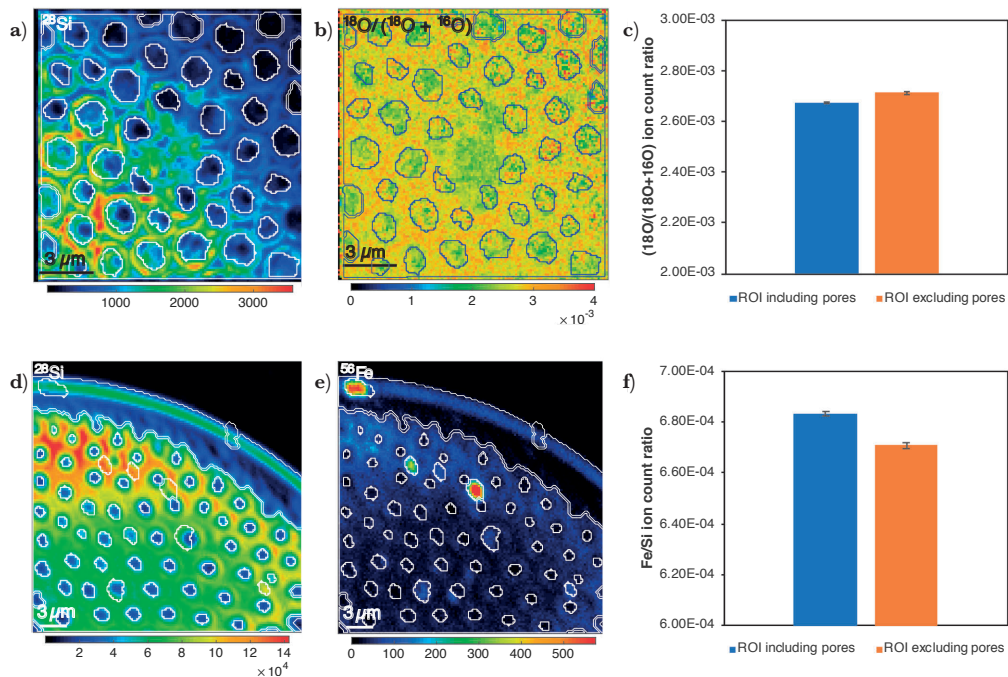 a)
²⁸Si
3 μm
1000 2000 3000
b)
¹⁸O/(¹⁸O + ¹⁶O)
3 μm
0 1 2 3 4
× 10⁻³
c)
(18O/(18O+16O) ion count ratio
3.00E−03
2.80E−03
2.60E−03
2.40E−03
2.20E−03
2.00E−03
ROI including pores ROI excluding pores
d)
²⁸Si
3 μm
2 4 6 8 10 12 14
× 10⁴
e)
⁵⁶Fe
3 μm
0 100 200 300 400 500
f)
Fe/Si ion count ratio
7.00E−04
6.80E−04
6.60E−04
6.40E−04
6.20E−04
6.00E−04
ROI including pores ROI excluding pores